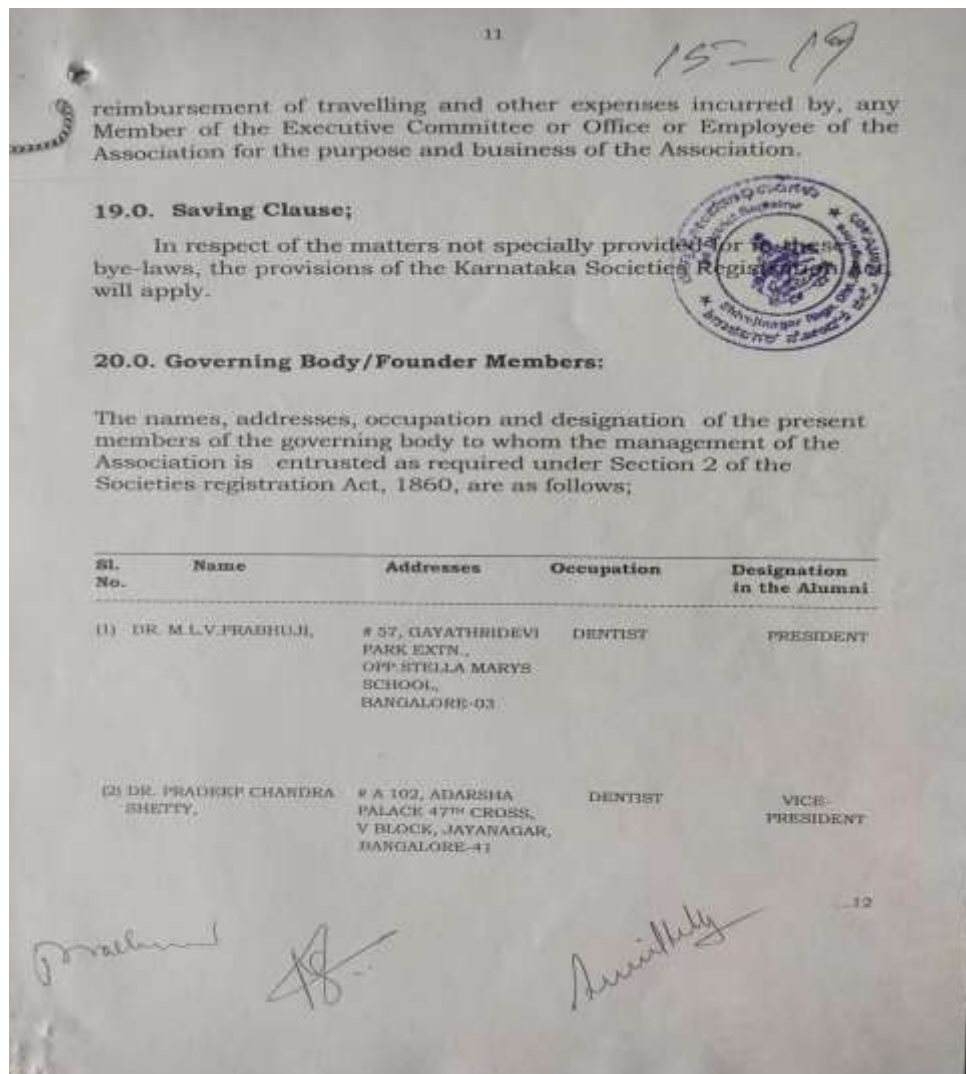 11
15-19
reimbursement of travelling and other expenses incurred by, any
Member of the Executive Committee or Office or Employee of the
Association for the purpose and business of the Association.
19.0. Saving Clause;
In respect of the matters not specially provided for in these
bye-laws, the provisions of the Karnataka Societies Registration Act,
will apply.
20.0. Governing Body/Founder Members:
The names, addresses, occupation and designation of the present
members of the governing body to whom the management of the
Association is entrusted as required under Section 2 of the
Societies registration Act, 1860, are as follows;
Sl. Name Addresses Occupation Designation
No. in the Alumni
(1) DR. M.L.V.PRABHUJI, # 57, GAYATHRIDEVI DENTIST PRESIDENT
PARK EXTN.,
OPP STELLA MARYS
SCHOOL,
BANGALORE-03
(2) DR. PRADEEP CHANDRA # A 102, ADARSHA DENTIST VICE-
SHETTY, PALACE 47TH CROSS, PRESIDENT
V BLOCK, JAYANAGAR,
BANGALORE-41
...12